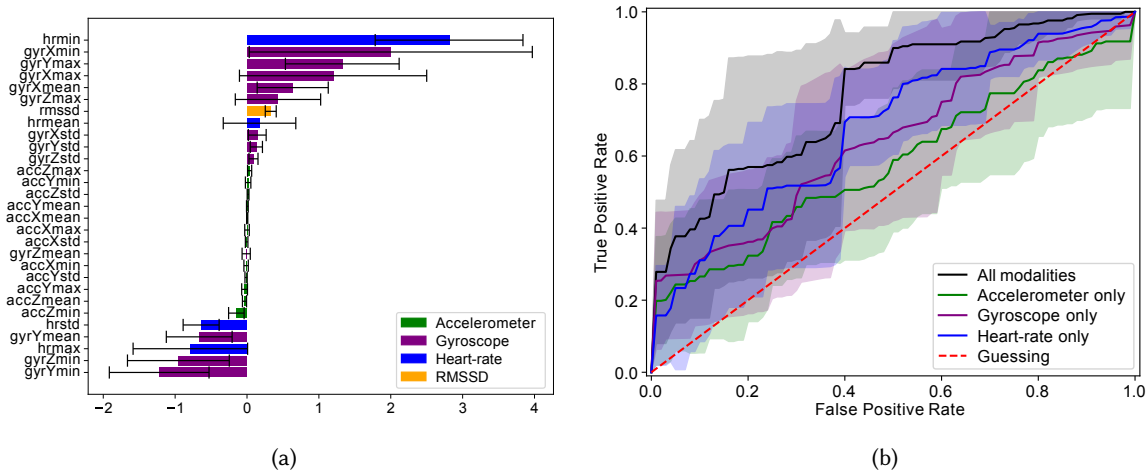 hrmin
gyrXmin
gyrYmax
gyrXmax
gyrXmean
gyrZmax
rmssd
hrmean
gyrXstd
gyrYstd
gyrZstd
accZmax
accYmin
accZstd
accYmean
accXmean
accXmax
accXstd
gyrZmean
accXmin
accYstd
accYmax
accZmean
accZmin
hrstd
gyrYmean
hrmax
gyrZmin
gyrYmin
Accelerometer
Gyroscope
Heart-rate
RMSSD
−2 −1 0 1 2 3 4
(a)
True Positive Rate
1.0
0.8
0.6
0.4
0.2
0.0
All modalities
Accelerometer only
Gyroscope only
Heart-rate only
Guessing
0.0 0.2 0.4 0.6 0.8 1.0
False Positive Rate
(b)